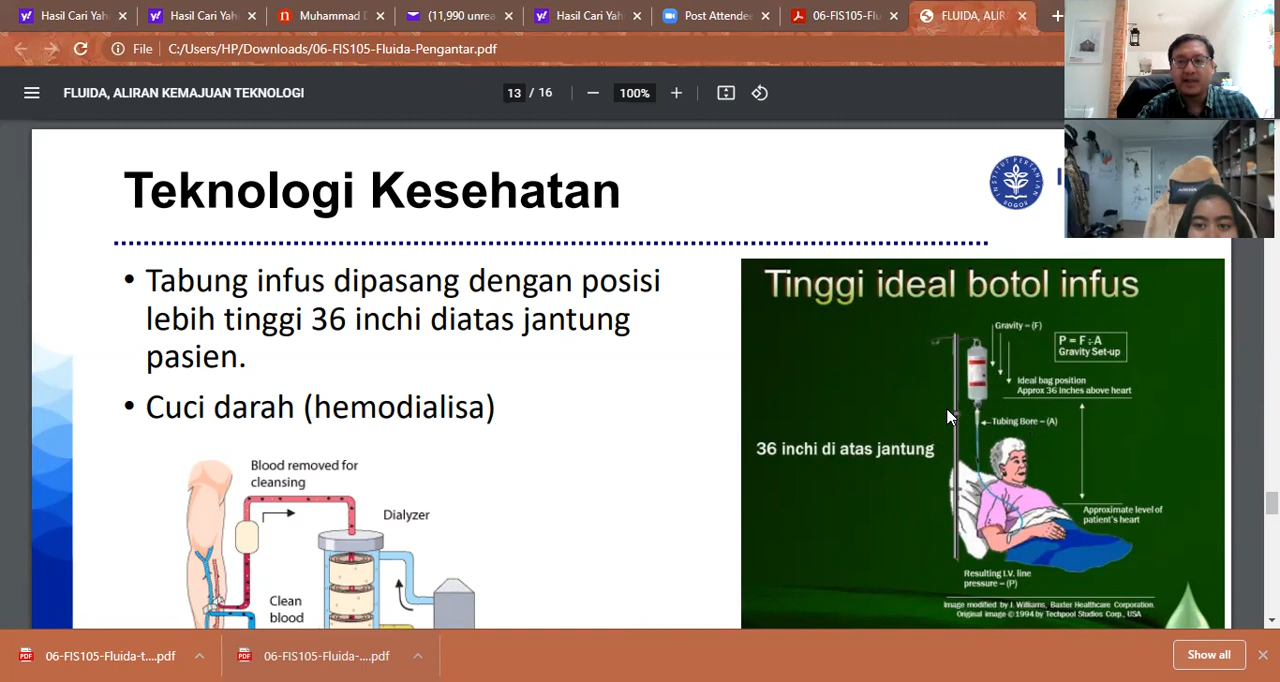 Hasil Cari Yah
Hasil Cari Yah
Muhammad D
(11,990 unrea
Hasil Cari Yah
Post Attendee
06-FIS105-Flu
FLUIDA, ALIR
File
C:/Users/HP/Downloads/06-FIS105-Fluida-Pengantar.pdf
FLUIDA, ALIRAN KEMAJUAN TEKNOLOGI
13 / 16
100%
Teknologi Kesehatan
INSTITUT PERTANIAN
BOGOR
• Tabung infus dipasang dengan posisi
lebih tinggi 36 inchi diatas jantung
pasien.
• Cuci darah (hemodialisa)
Blood removed for
cleansing
Dialyzer
Clean
blood
Tinggi ideal botol infus
Gravity – (F)
P = F ÷ A
Gravity Set-up
Ideal bag position
Approx 36 Inches above heart
Tubing Bore – (A)
36 inchi di atas jantung
Approximate level of
patient's heart
Resulting I.V. line
pressure – (P)
Image modified by J. Williams, Baxter Healthcare Corporation.
Original image ©1994 by Techpool Studios Corp., USA
06-FIS105-Fluida-t....pdf
06-FIS105-Fluida-....pdf
Show all